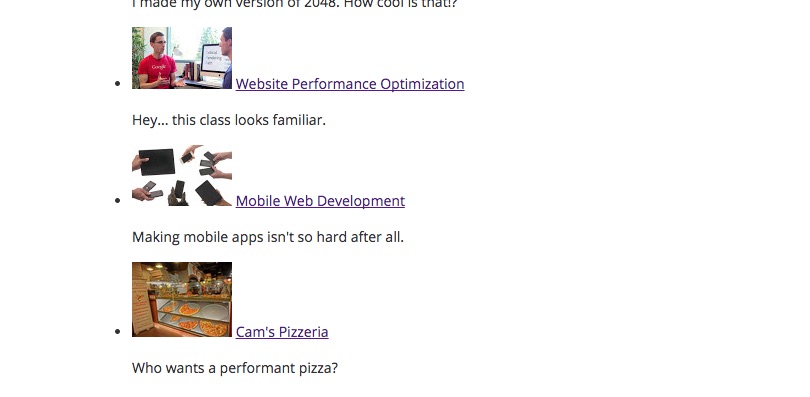 I made my own version of 2048. How cool is that!?
Google
Website Performance Optimization
Hey... this class looks familiar.
Mobile Web Development
Making mobile apps isn't so hard after all.
Cam's Pizzeria
Who wants a performant pizza?